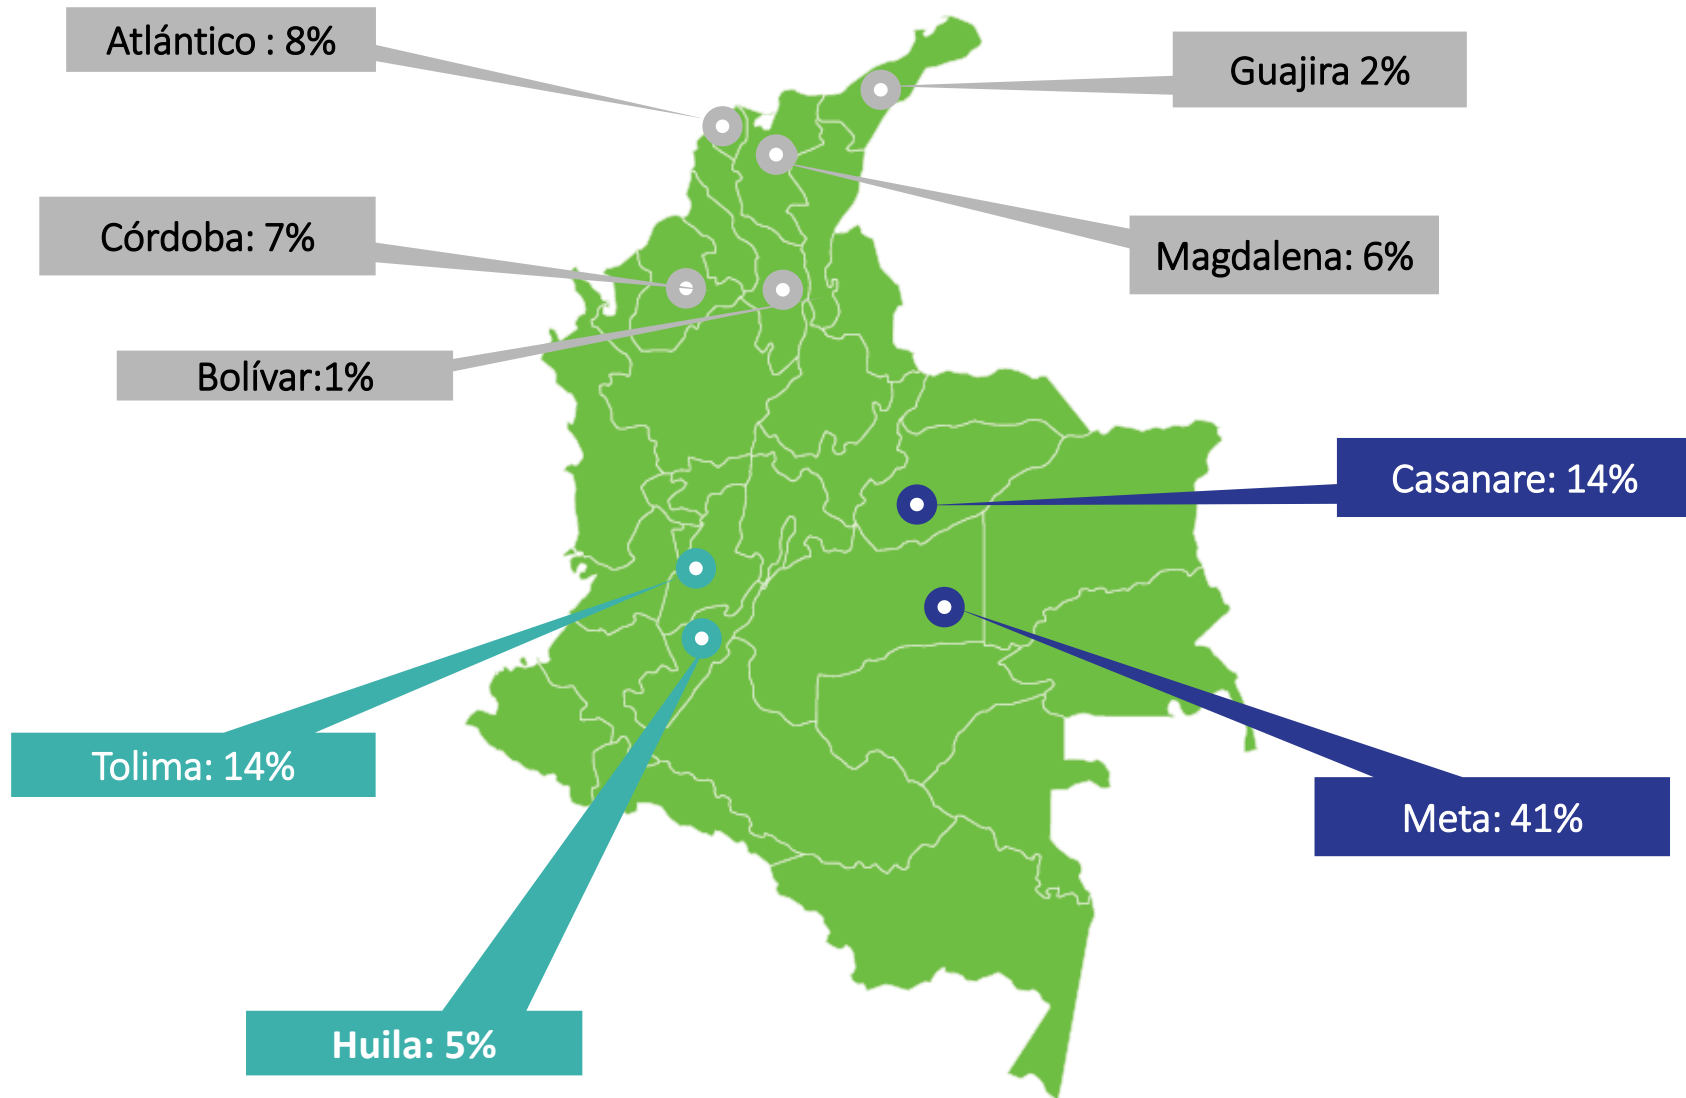 Atlántico : 8%
Guajira 2%
Córdoba: 7%
Magdalena: 6%
Bolívar:1%
Casanare: 14%
Tolima: 14%
Meta: 41%
Huila: 5%